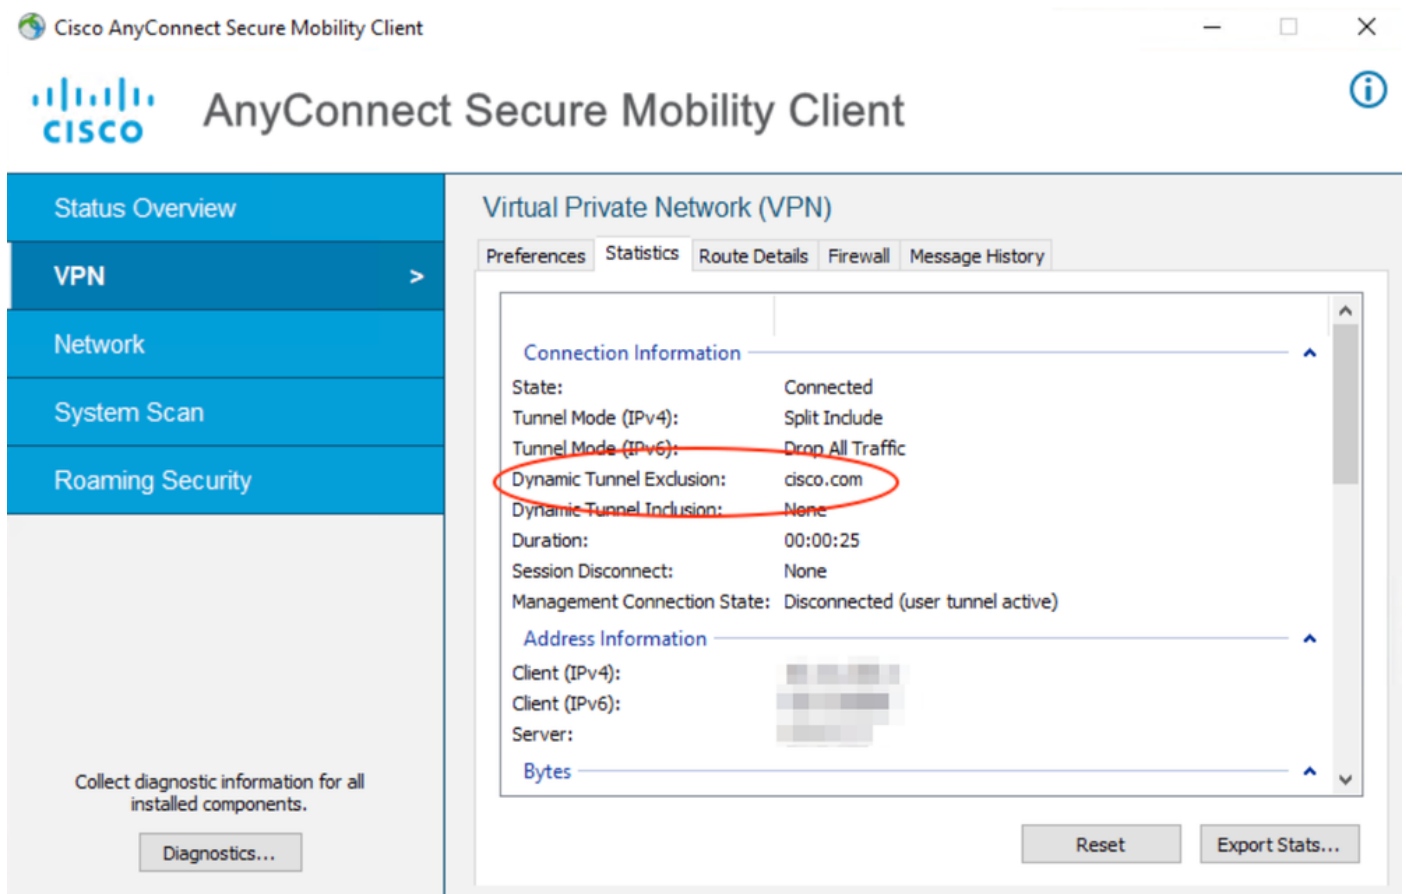 Cisco AnyConnect Secure Mobility Client
CISCO
AnyConnect Secure Mobility Client
Status Overview
VPN >
Network
System Scan
Roaming Security
Collect diagnostic information for all
installed components.
Diagnostics...
Virtual Private Network (VPN)
Preferences Statistics Route Details Firewall Message History
Connection Information
State: Connected
Tunnel Mode (IPv4): Split Include
Tunnel Mode (IPv6): Drop All Traffic
Dynamic Tunnel Exclusion: cisco.com
Dynamic Tunnel Inclusion: None
Duration: 00:00:25
Session Disconnect: None
Management Connection State: Disconnected (user tunnel active)
Address Information
Client (IPv4):
Client (IPv6):
Server:
Bytes
Reset Export Stats...